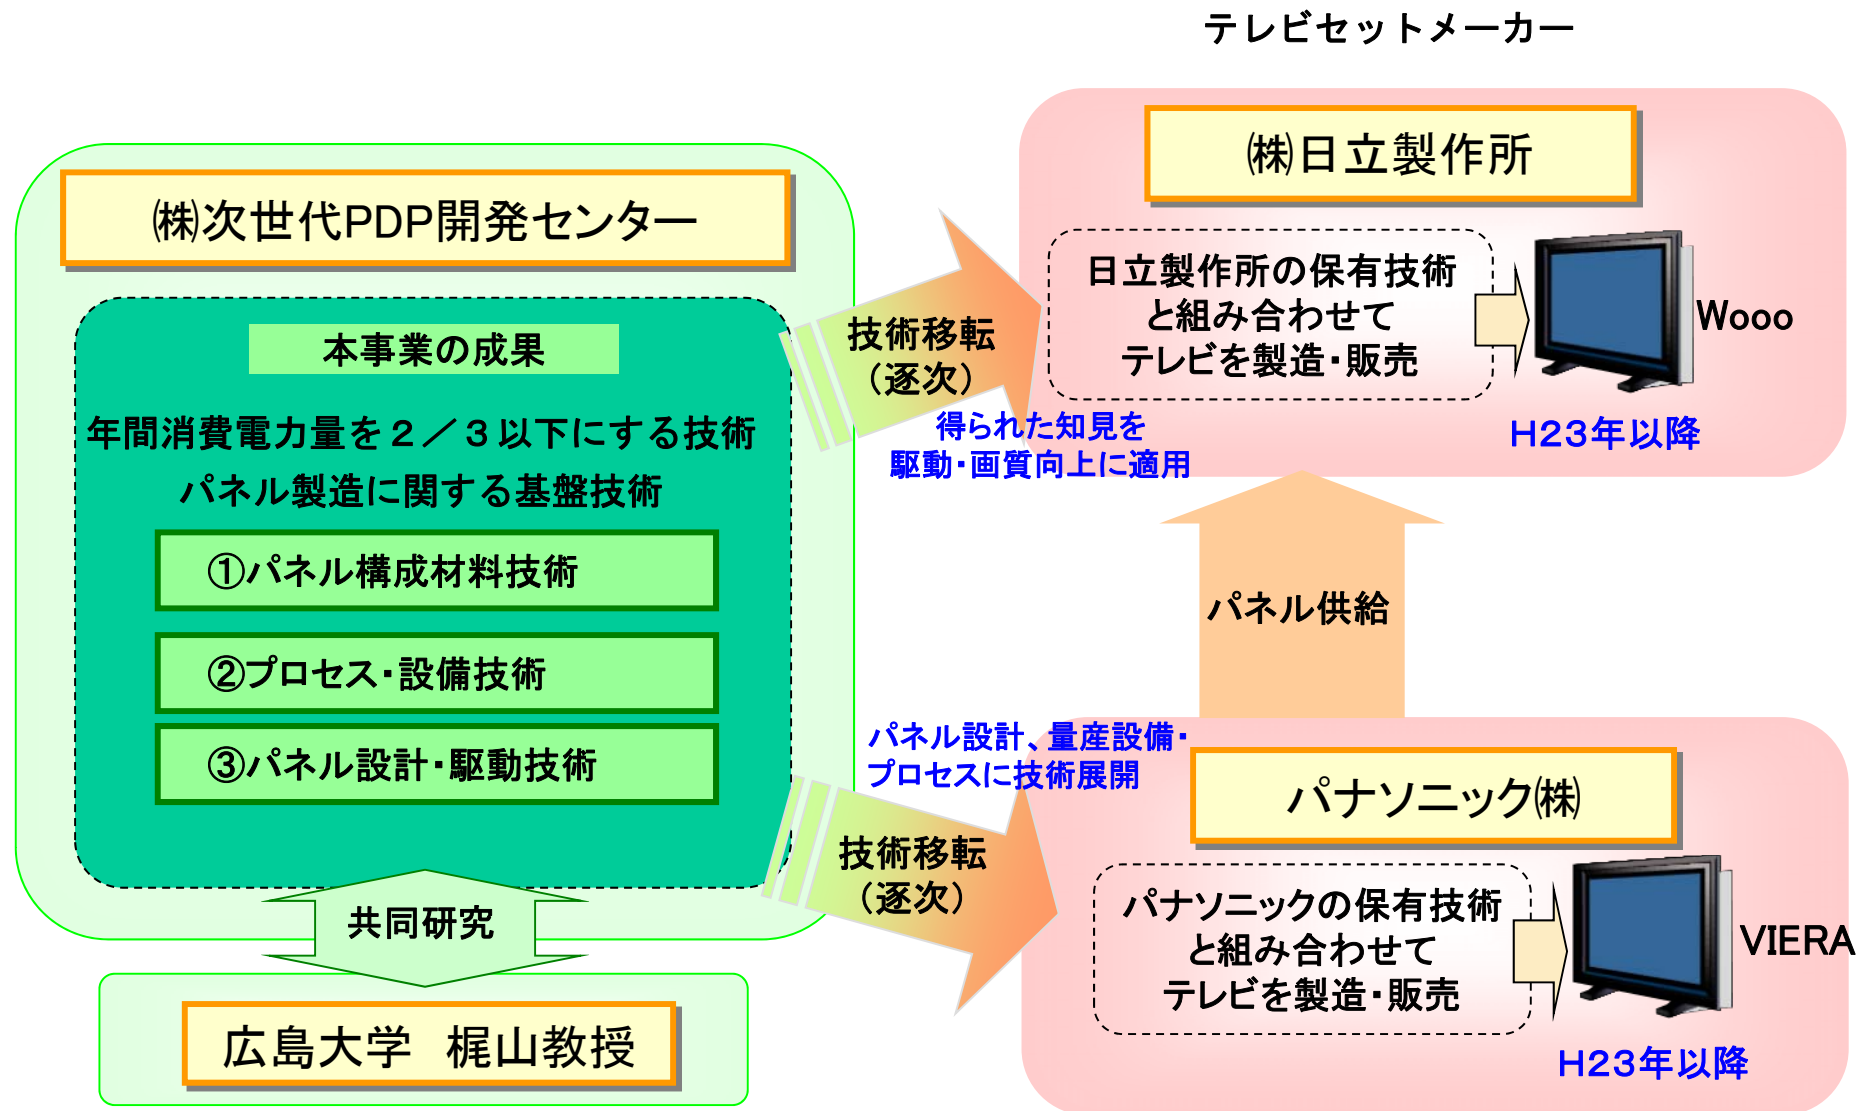 テレビセットメーカー
㈱次世代PDP開発センター
本事業の成果
年間消費電力量を２／３以下にする技術
パネル製造に関する基盤技術
①パネル構成材料技術
②プロセス・設備技術
③パネル設計・駆動技術
共同研究
広島大学　梶山教授
技術移転
（逐次）
得られた知見を
駆動・画質向上に適用
㈱日立製作所
日立製作所の保有技術
と組み合わせて
テレビを製造・販売
Wooo
H23年以降
パネル供給
パネル設計、量産設備・
プロセスに技術展開
技術移転
（逐次）
パナソニック㈱
パナソニックの保有技術
と組み合わせて
テレビを製造・販売
VIERA
H23年以降